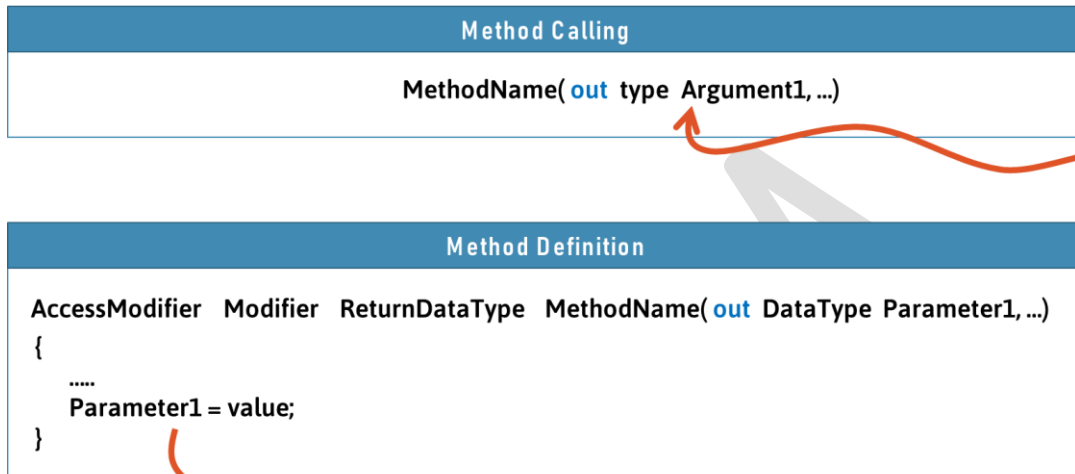 Method Calling
MethodName( out type Argument1, ...)
Method Definition
AccessModifier Modifier ReturnDataType MethodName( out DataType Parameter1, ...)
{
.....
Parameter1 = value;
}